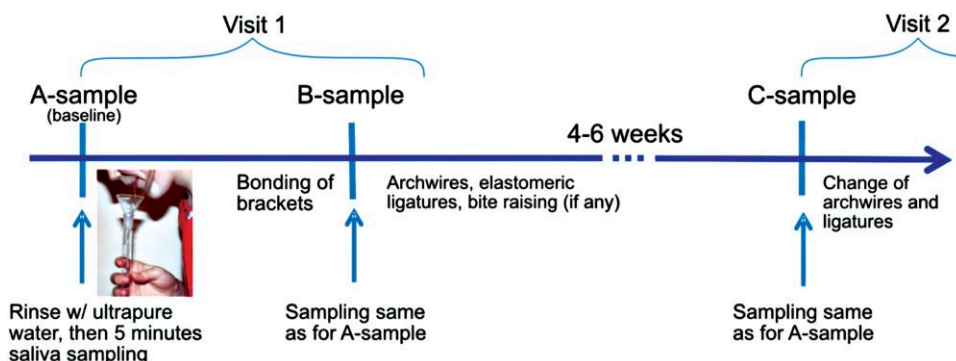 Visit 1
Visit 2
A-sample
(baseline)
B-sample
C-sample
4-6 weeks
Bonding of
brackets
Archwires, elastomeric
ligatures, bite raising (if any)
Change of
archwires and
ligatures
Rinse w/ ultrapure
water, then 5 minutes
saliva sampling
Sampling same
as for A-sample
Sampling same
as for A-sample